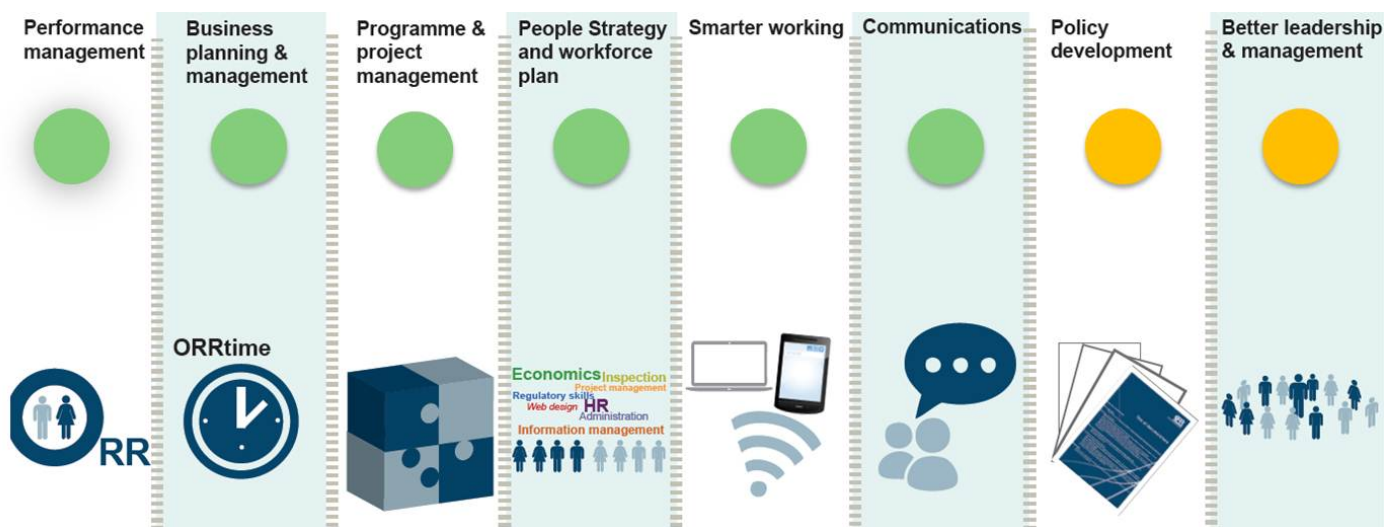 Performance
management
Business
planning &
management
Programme &
project
management
People Strategy
and workforce
plan
Smarter working
Communications
Policy
development
Better leadership
& management
RR
ORRtime
Economics
Inspection
Project management
Regulatory skills
Web design
HR
Administration
Information management